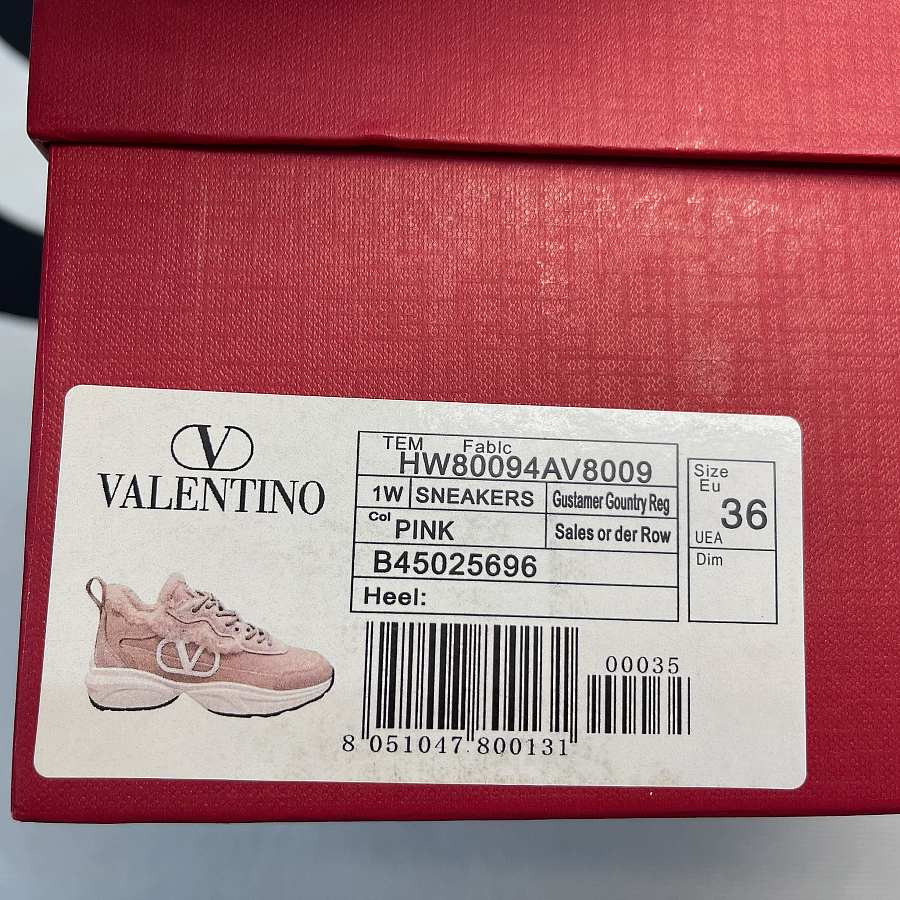 V
VALENTINO
TEM Fablc
HW80094AV8009
1W SNEAKERS Gustamer Gountry Reg
Col PINK Sales or der Row
B45025696
Heel:
Size
Eu
36
UEA
Dim
00035
8 051047 800131